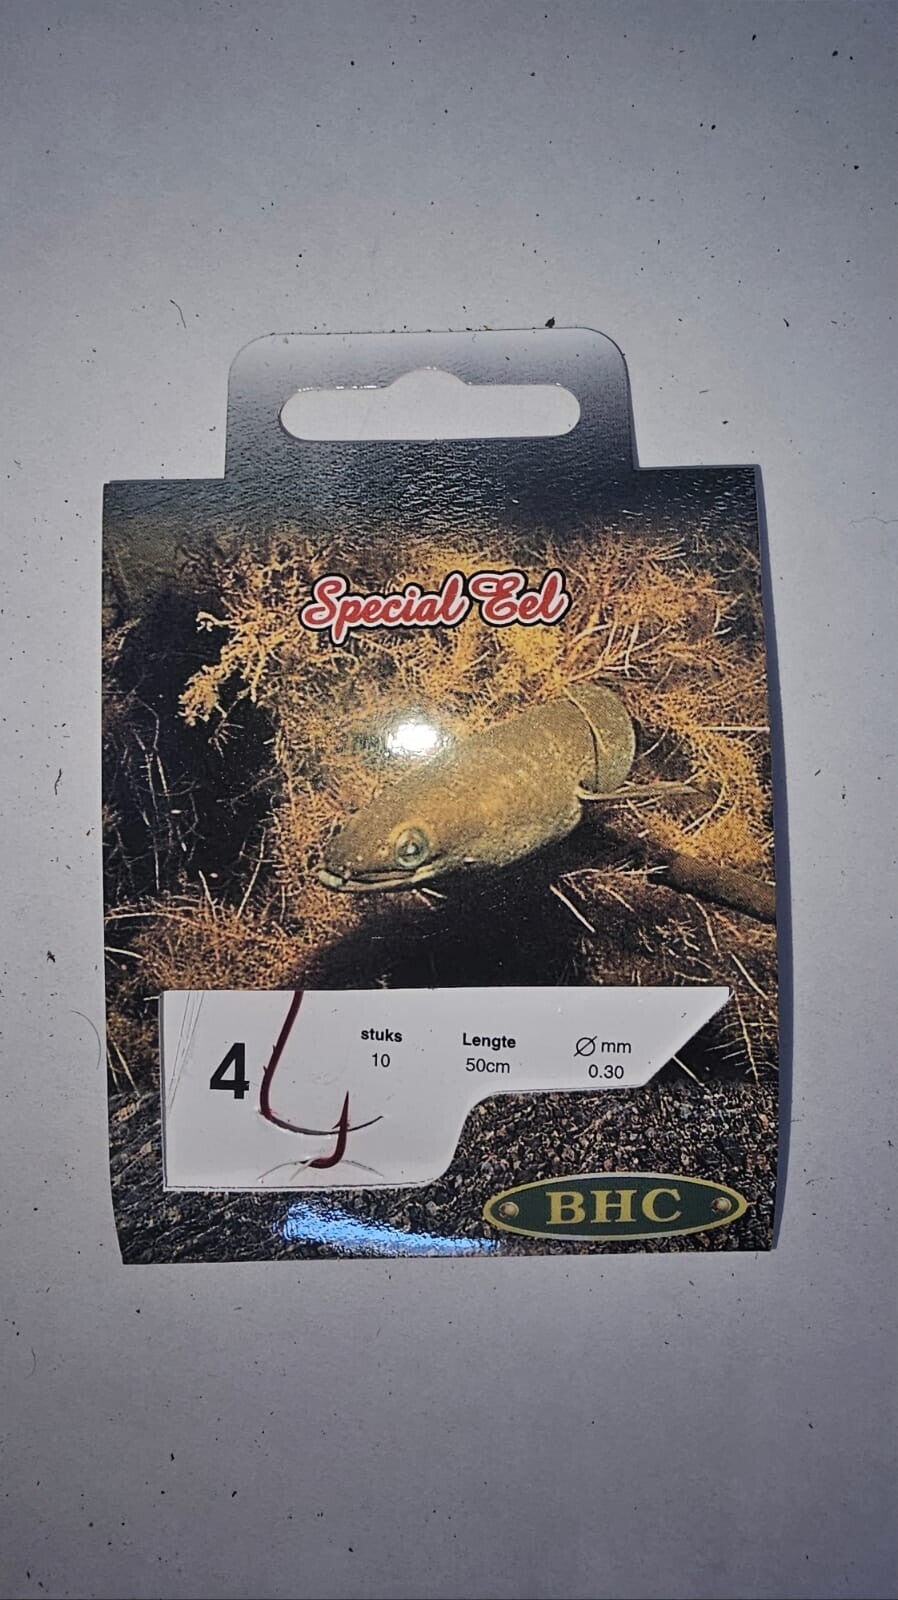 Special Eel
4
stuks
10
Lengte
50cm
Ø mm
0.30
BHC